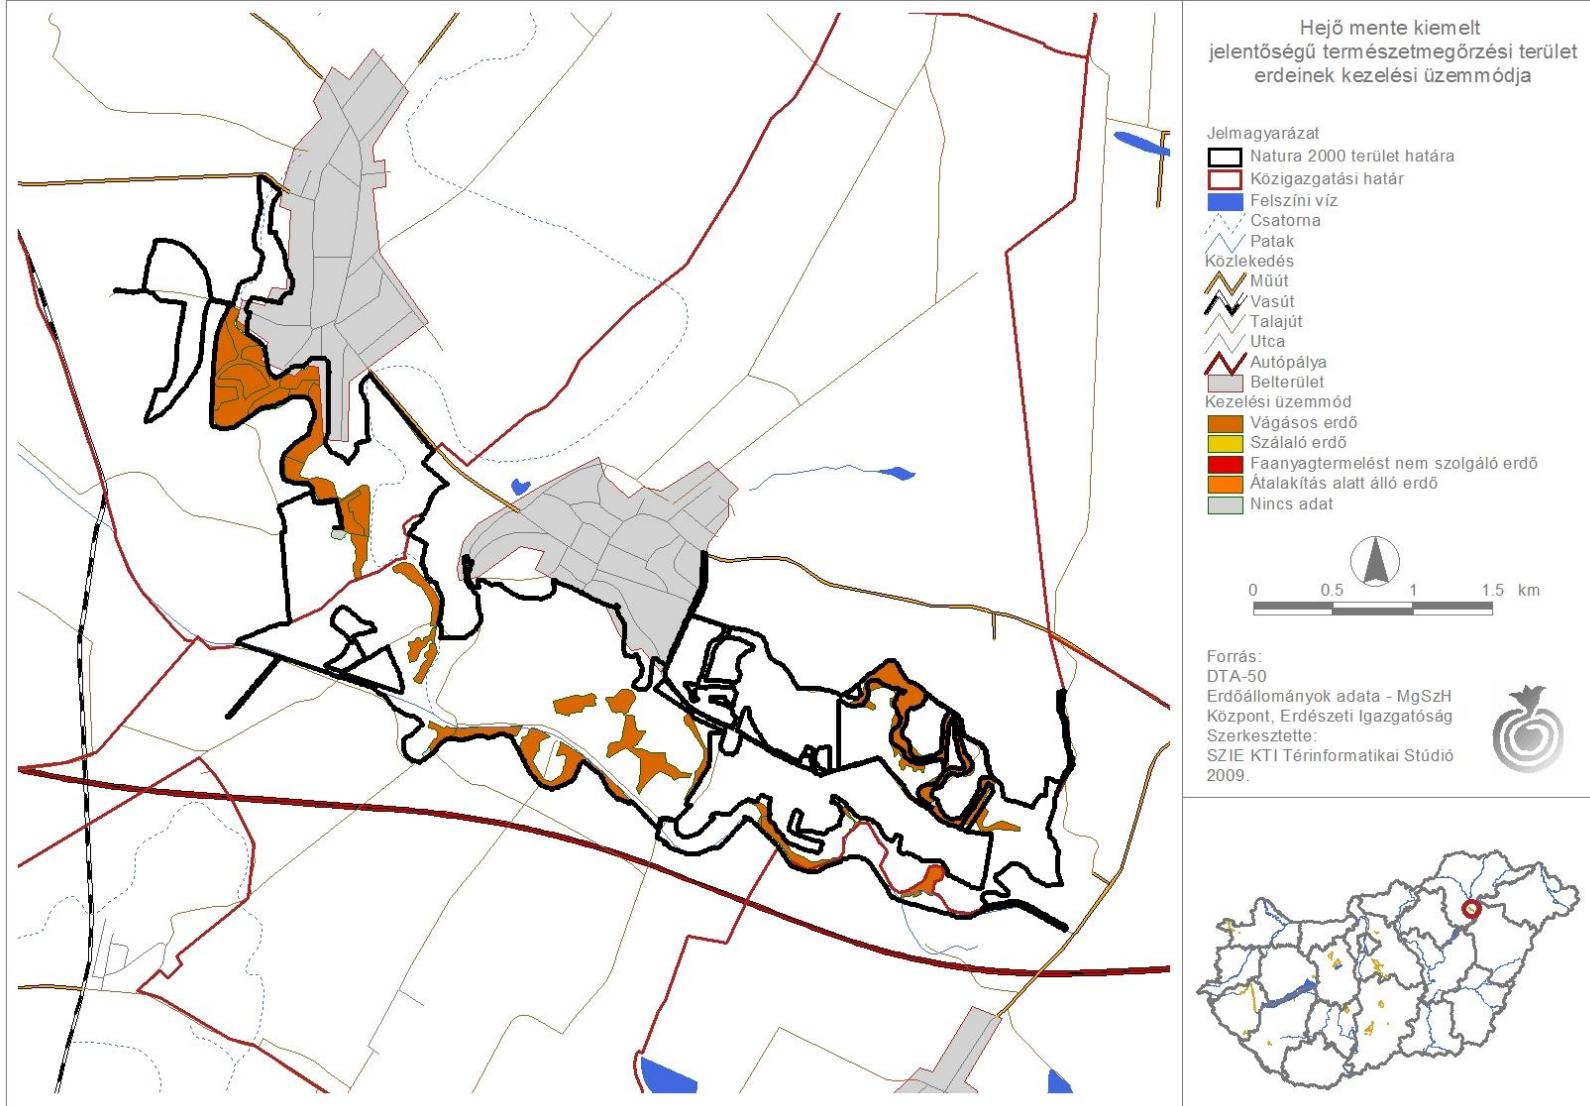 Hejő mente kiemelt
jelentőségű természetmegőrzési terület
erdeinek kezelési üzemmódja
Jelmagyarázat
Natura 2000 terület határa
Közigazgatási határ
Felszíni víz
Csatorna
Patak
Közlekedés
Műút
Vasút
Talajút
Utca
Autópálya
Belterület
Kezelési üzemmód
Vágásos erdő
Szálaló erdő
Faanyagtermelést nem szolgáló erdő
Átalakítás alatt álló erdő
Nincs adat
0 0.5 1 1.5 km
Forrás:
DTA-50
Erdőállományok adata - MgSzH
Központ, Erdészeti Igazgatóság
Szerkesztette:
SZIE KTI Térinformatikai Stúdió
2009.